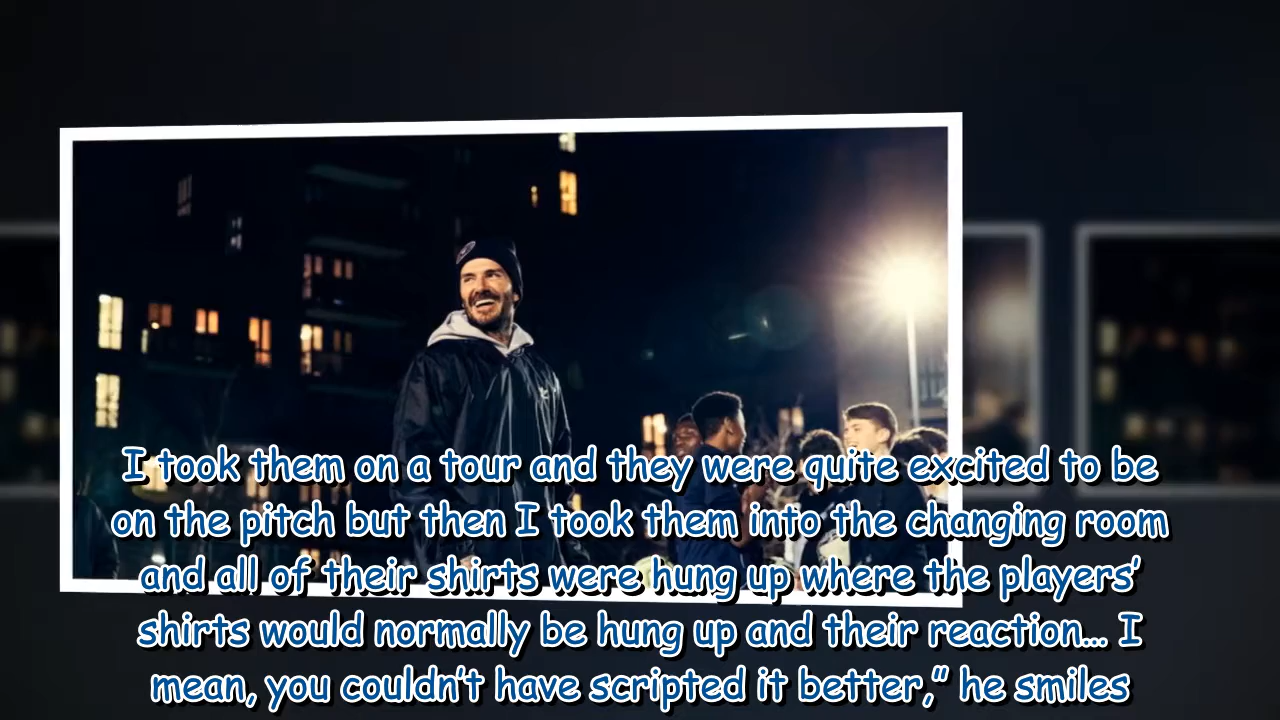 I took them on a tour and they were quite excited to be
on the pitch but then I took them into the changing room
and all of their shirts were hung up where the players’
shirts would normally be hung up and their reaction... I
mean, you couldn’t have scripted it better,” he smiles